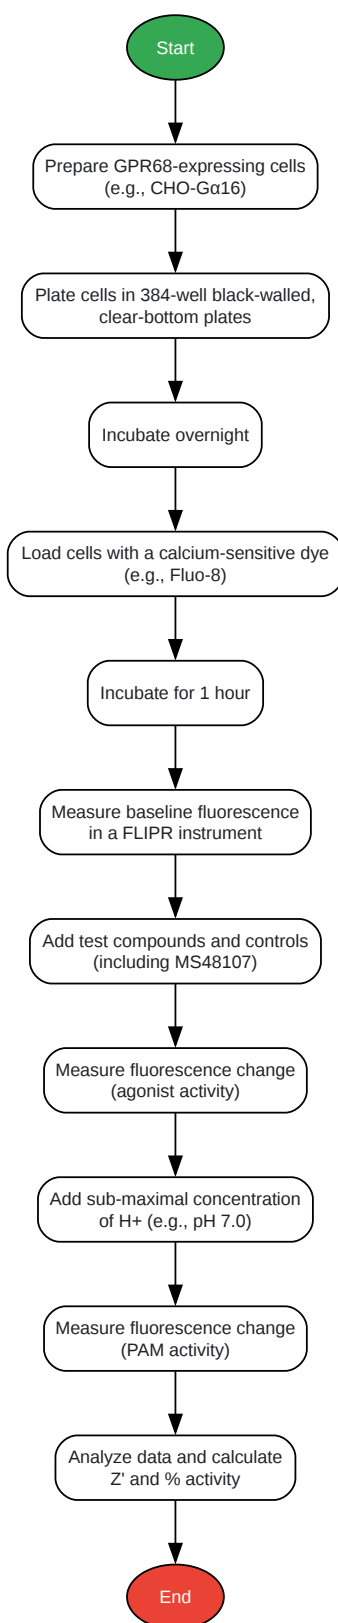 Start
Prepare GPR68-expressing cells
(e.g., CHO-Gα16)
Plate cells in 384-well black-walled,
clear-bottom plates
Incubate overnight
Load cells with a calcium-sensitive dye
(e.g., Fluo-8)
Incubate for 1 hour
Measure baseline fluorescence
in a FLIPR instrument
Add test compounds and controls
(including MS48107)
Measure fluorescence change
(agonist activity)
Add sub-maximal concentration
of H+ (e.g., pH 7.0)
Measure fluorescence change
(PAM activity)
Analyze data and calculate
Z' and % activity
End